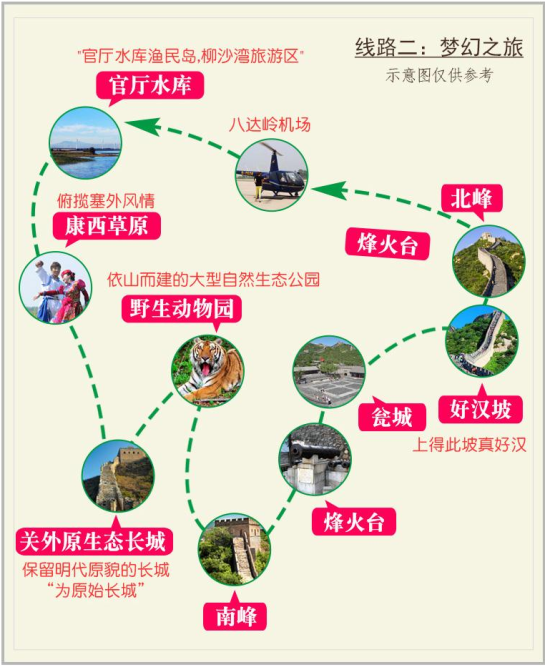 线路二：梦幻之旅
示意图仅供参考
"官厅水库渔民岛,柳沙湾旅游区"
官厅水库
八达岭机场
北峰
俯揽塞外风情
康西草原
烽火台
依山而建的大型自然生态公园
野生动物园
瓮城
好汉坡
上得此坡真好汉
烽火台
关外原生态长城
保留明代原貌的长城
“为原始长城”
南峰